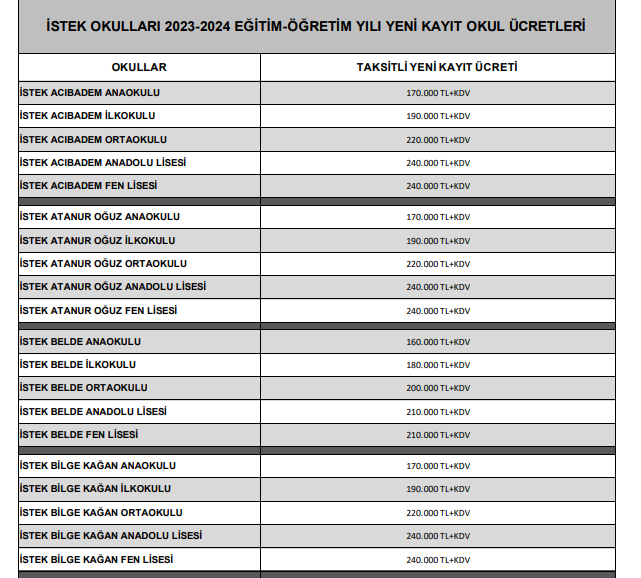 İSTEK OKULLARI 2023-2024 EĞİTİM-ÖĞRETİM YILI YENİ KAYIT OKUL ÜCRETLERİ
OKULLAR TAKSİTLİ YENİ KAYIT ÜCRETİ
İSTEK ACIBADEM ANAOKULU 170.000 TL+KDV
İSTEK ACIBADEM İLKOKULU 190.000 TL+KDV
İSTEK ACIBADEM ORTAOKULU 220.000 TL+KDV
İSTEK ACIBADEM ANADOLU LİSESİ 240.000 TL+KDV
İSTEK ACIBADEM FEN LİSESİ 240.000 TL+KDV
İSTEK ATANUR OĞUZ ANAOKULU 170.000 TL+KDV
İSTEK ATANUR OĞUZ İLKOKULU 190.000 TL+KDV
İSTEK ATANUR OĞUZ ORTAOKULU 220.000 TL+KDV
İSTEK ATANUR OĞUZ ANADOLU LİSESİ 240.000 TL+KDV
İSTEK ATANUR OĞUZ FEN LİSESİ 240.000 TL+KDV
İSTEK BELDE ANAOKULU 160.000 TL+KDV
İSTEK BELDE İLKOKULU 180.000 TL+KDV
İSTEK BELDE ORTAOKULU 200.000 TL+KDV
İSTEK BELDE ANADOLU LİSESİ 210.000 TL+KDV
İSTEK BELDE FEN LİSESİ 210.000 TL+KDV
İSTEK BİLGE KAĞAN ANAOKULU 170.000 TL+KDV
İSTEK BİLGE KAĞAN İLKOKULU 190.000 TL+KDV
İSTEK BİLGE KAĞAN ORTAOKULU 220.000 TL+KDV
İSTEK BİLGE KAĞAN ANADOLU LİSESİ 240.000 TL+KDV
İSTEK BİLGE KAĞAN FEN LİSESİ 240.000 TL+KDV